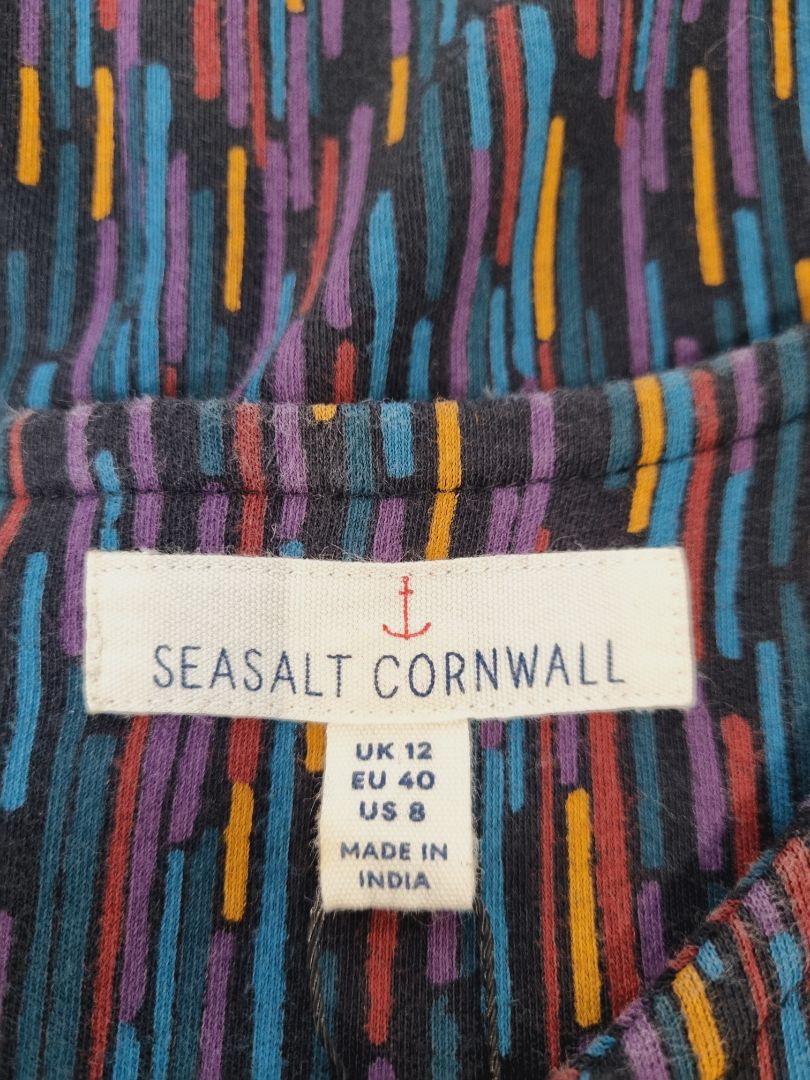 SEASALT CORNWALL
UK 12
EU 40
US 8
MADE IN
INDIA